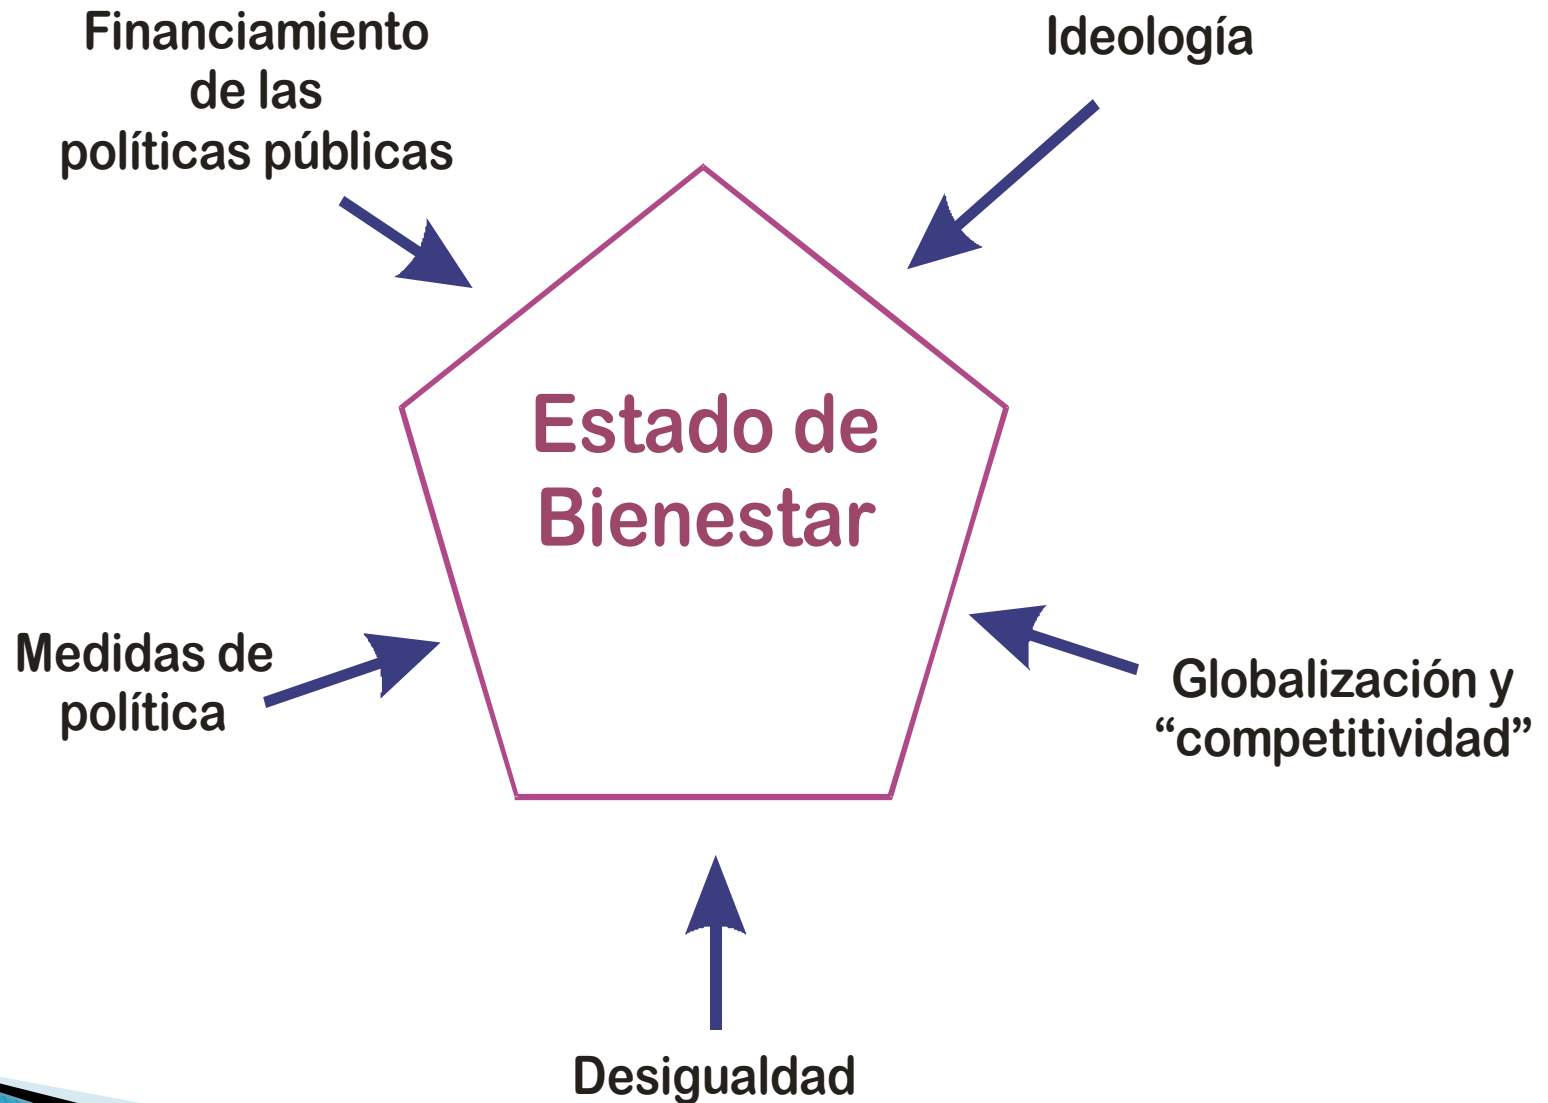 Financiamiento
de las
políticas públicas
Ideología
Estado de
Bienestar
Medidas de
política
Globalización y
“competitividad”
Desigualdad